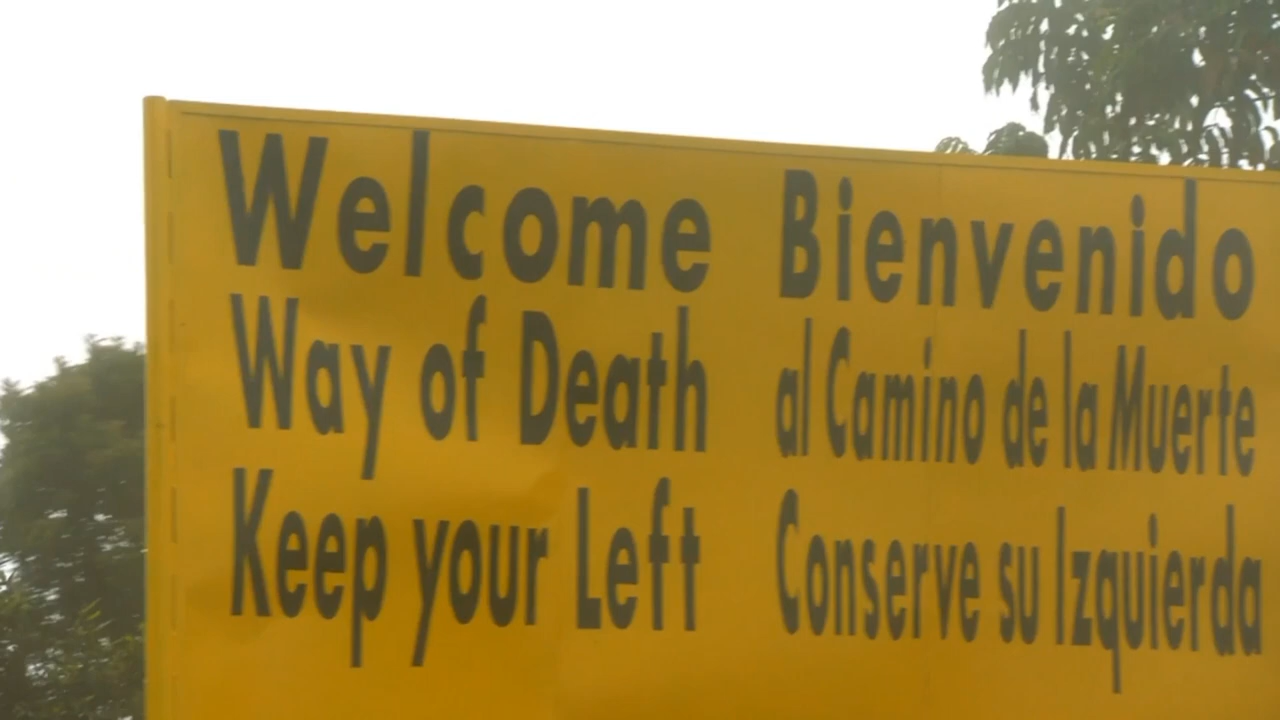 Welcome Bienvenido
Way of Death al Camino de la Muerte
Keep your Left Conserve su Izquierda